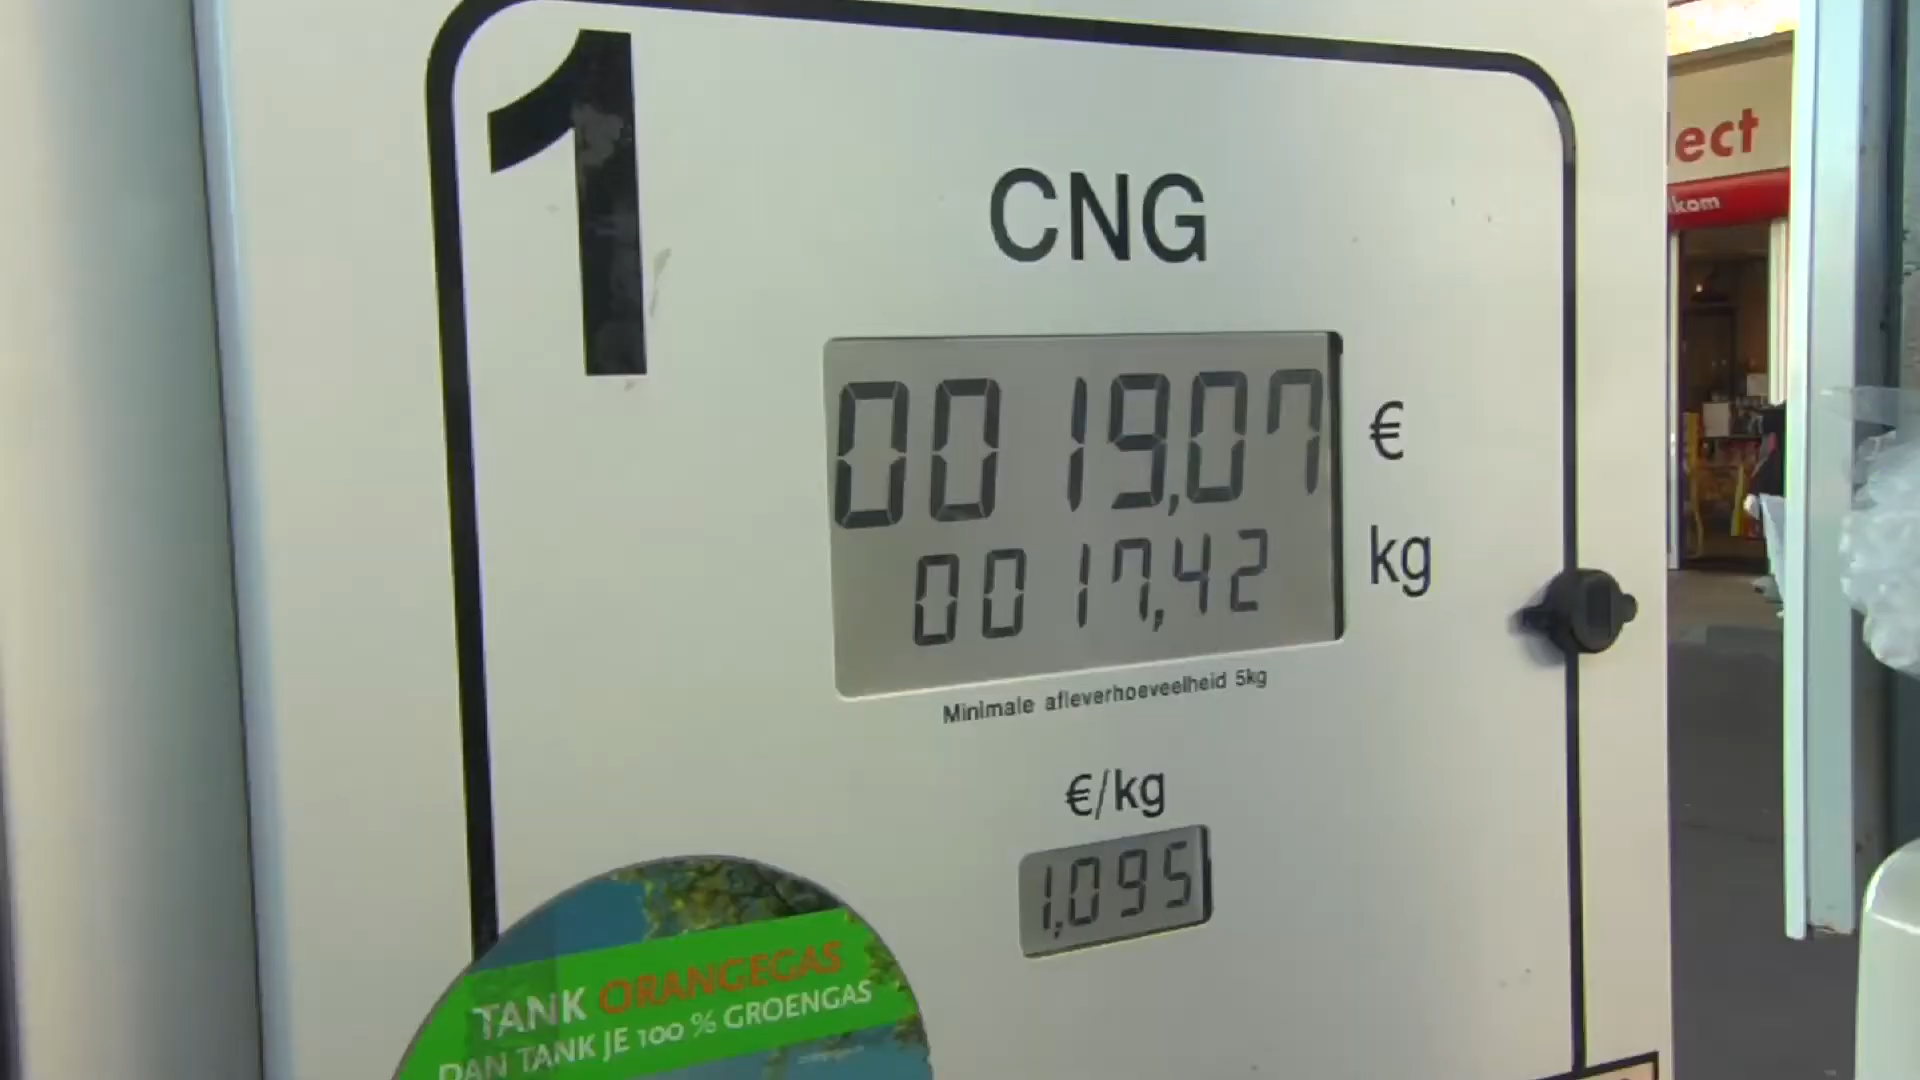 1
CNG
0019,07 €
0017,42 kg
Minimale afleverhoeveelheid 5kg
€/kg
1,095
TANK ORANGEGAS
DAN TANK JE 100 % GROENGAS
lect
lkom